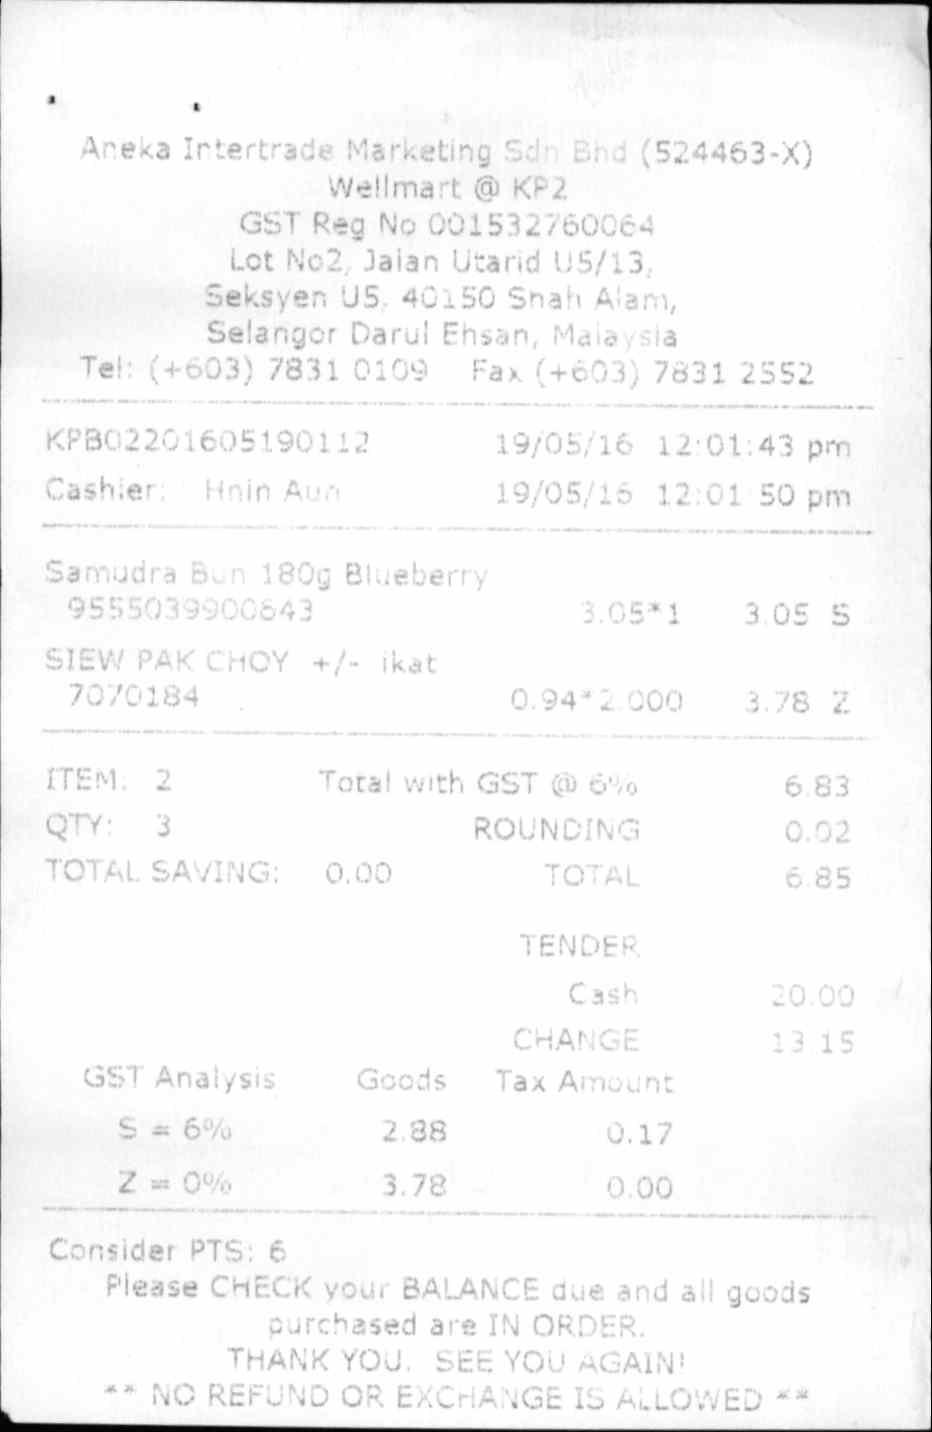 Aneka Intertrade Marketing Sdn Bhd (524463-X)
Wellmart @ KP2
GST Reg No 001532760064
Lot No2, Jalan Utarid U5/13,
Seksyen U5, 40150 Shah Alam,
Selangor Darul Ehsan, Malaysia
Tel: (+603) 7831 0109 Fax (+603) 7831 2552
KPB02201605190112 19/05/16 12:01:43 pm
Cashier: Hnin Aun 19/05/16 12:01:50 pm
Samudra Bun 180g Blueberry
9555039900643 3.05*1 3.05 S
SIEW PAK CHOY +/- ikat
7070184 0.94*2.000 3.78 Z
ITEM: 2 Total with GST @ 6% 6.83
QTY: 3 ROUNDING 0.02
TOTAL SAVING: 0.00 TOTAL 6.85
TENDER
Cash 20.00
CHANGE 13.15
GST Analysis Goods Tax Amount
S = 6% 2.88 0.17
Z = 0% 3.78 0.00
Consider PTS: 6
Please CHECK your BALANCE due and all goods
purchased are IN ORDER.
THANK YOU. SEE YOU AGAIN!
** NO REFUND OR EXCHANGE IS ALLOWED **